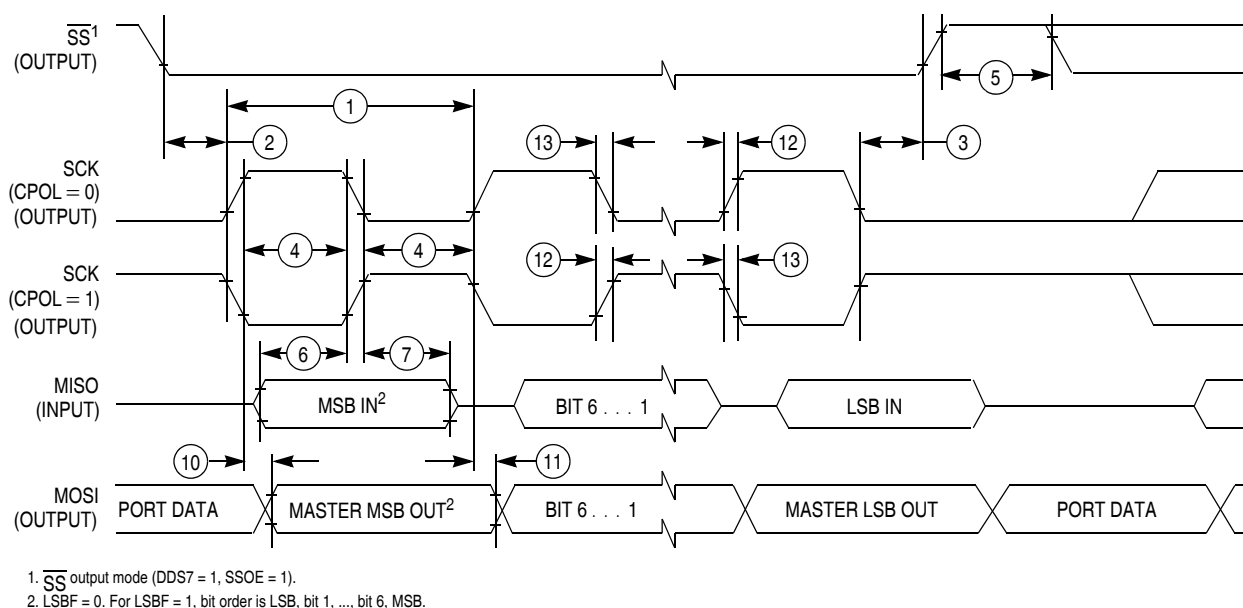 SS¹
(OUTPUT)
5
1
2
13
12
3
SCK
(CPOL = 0)
(OUTPUT)
4
4
12
13
SCK
(CPOL = 1)
(OUTPUT)
6
7
MISO
(INPUT)
MSB IN²
BIT 6 . . . 1
LSB IN
10
11
MOSI
(OUTPUT)
PORT DATA
MASTER MSB OUT²
BIT 6 . . . 1
MASTER LSB OUT
PORT DATA
1. SS output mode (DDS7 = 1, SSOE = 1).
2. LSBF = 0. For LSBF = 1, bit order is LSB, bit 1, ..., bit 6, MSB.